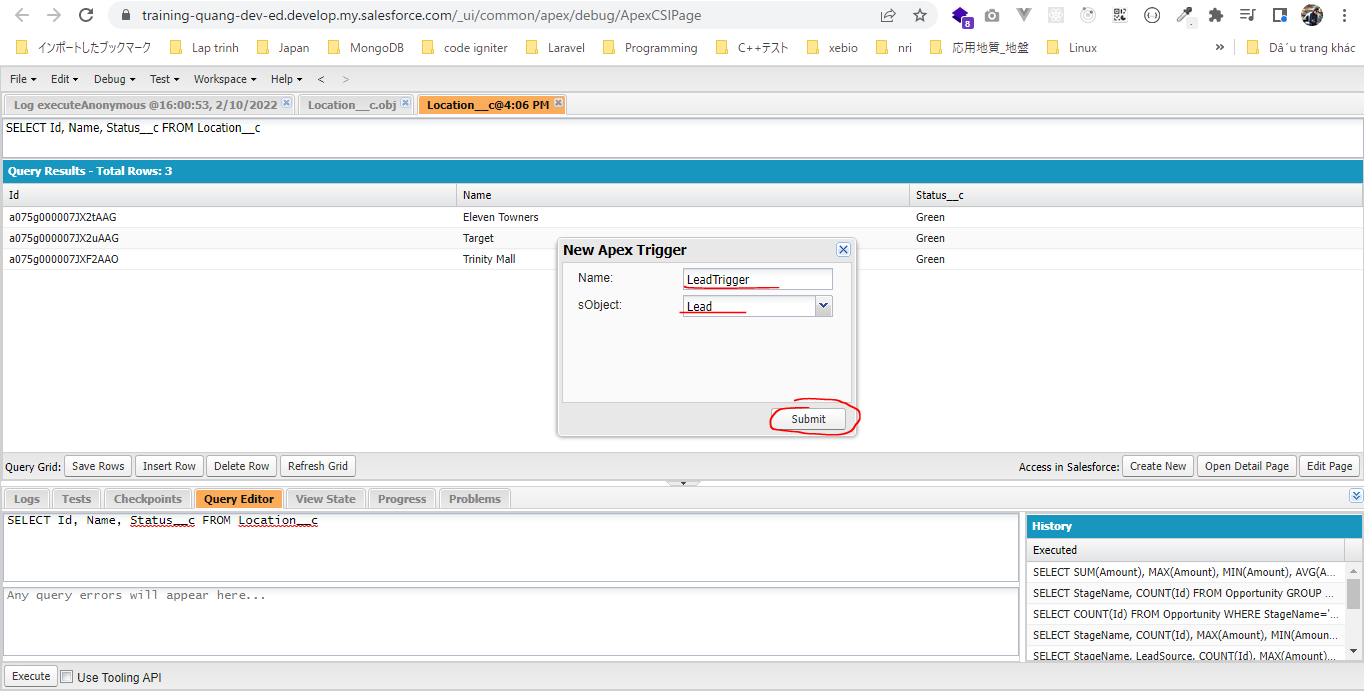 training-quang-dev-ed.develop.my.salesforce.com/_ui/common/apex/debug/ApexCSIPage
8
インポートしたブックマーク Lap trinh Japan MongoDB code igniter Laravel Programming C++テスト xebio nri 応用地質_地盤 Linux » Dấu trang khác
File Edit Debug Test Workspace Help < >
Log executeAnonymous @16:00:53, 2/10/2022 Location__c.obj Location__c@4:06 PM
SELECT Id, Name, Status__c FROM Location__c
Query Results - Total Rows: 3
Id Name Status__c
a075g000007JX2tAAG Eleven Towners Green
a075g000007JX2uAAG Target Green
a075g000007JXF2AAO Trinity Mall Green
New Apex Trigger
Name: LeadTrigger
sObject: Lead
Submit
Query Grid: Save Rows Insert Row Delete Row Refresh Grid Access in Salesforce: Create New Open Detail Page Edit Page
Logs Tests Checkpoints Query Editor View State Progress Problems
SELECT Id, Name, Status__c FROM Location__c
Any query errors will appear here...
History
Executed
SELECT SUM(Amount), MAX(Amount), MIN(Amount), AVG(A...
SELECT StageName, COUNT(Id) FROM Opportunity GROUP ...
SELECT COUNT(Id) FROM Opportunity WHERE StageName='...
SELECT StageName, COUNT(Id), MAX(Amount), MIN(Amoun...
SELECT StageName, LeadSource, COUNT(Id), MAX(Amount)...
Execute Use Tooling API